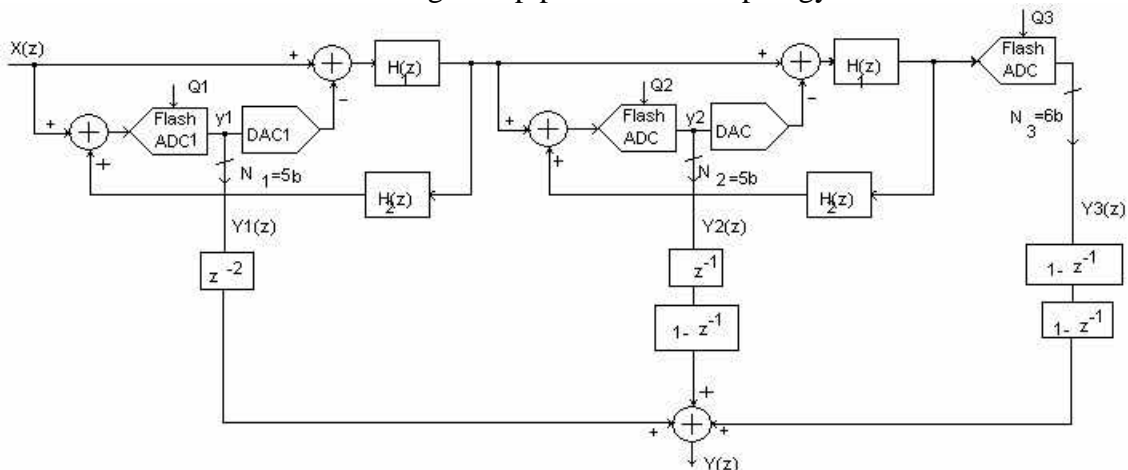 X(z)
+
+
H(z)
1
+
+
H(z)
1
Q3
Flash
ADC
Q1
−
Q2
−
+
Flash
ADC1
y1
DAC1
+
+
Flash
ADC
y2
DAC
N
3
=6b
+
N
1
=5b
H(z)
2
+
N
2
=5b
H(z)
2
Y1(z)
Y2(z)
Y3(z)
z
-2
z
-1
1- z
-1
1- z
-1
1- z
-1
+
+
+
+
Y(z)